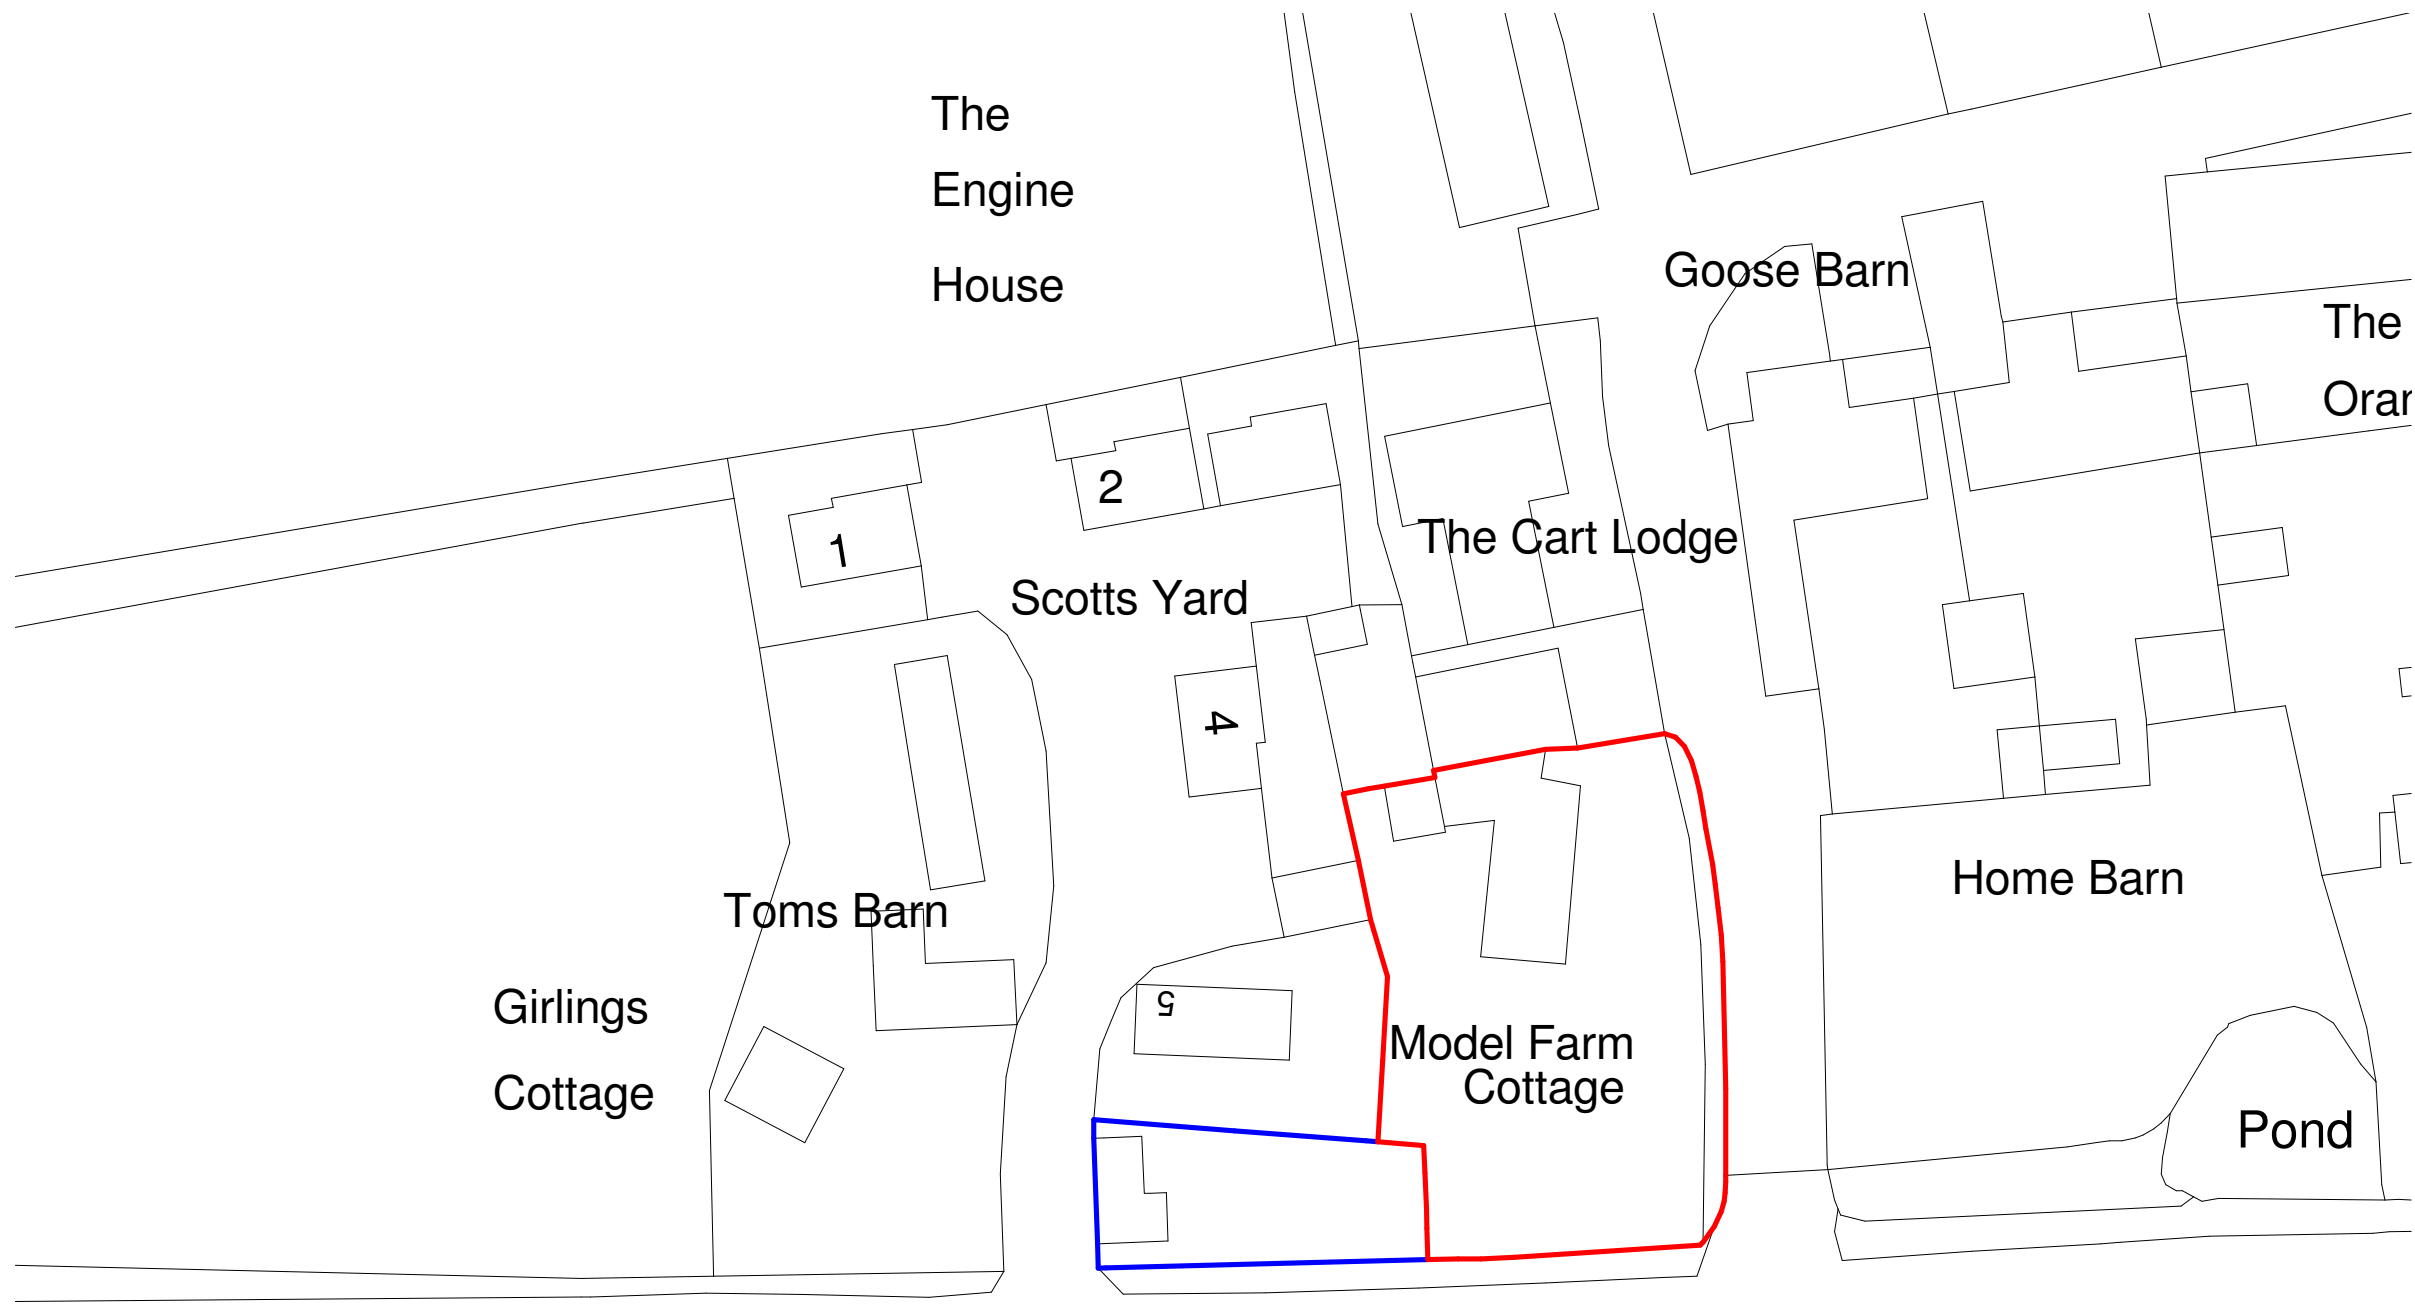 The
Engine
House
Goose Barn
The
2
1
The Cart Lodge
Scotts Yard
4
Home Barn
Toms Barn
5
Girlings
Cottage
Model Farm
Cottage
Pond